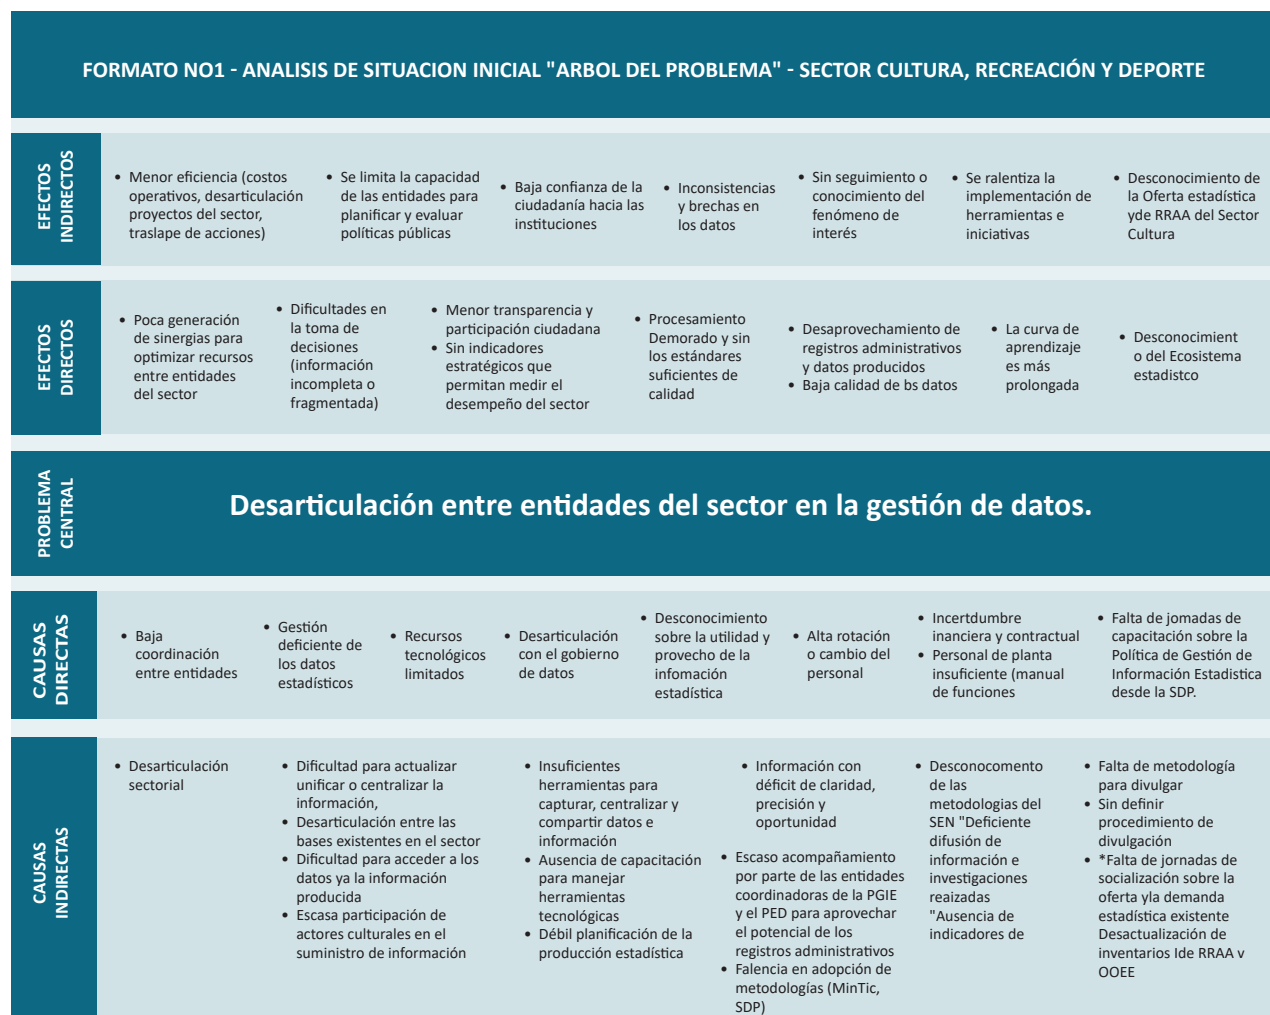 FORMATO NO1 - ANALISIS DE SITUACION INICIAL "ARBOL DEL PROBLEMA" - SECTOR CULTURA, RECREACIÓN Y DEPORTE
EFECTOS
INDIRECTOS
• Menor eficiencia (costos
operativos, desarticulación
proyectos del sector,
traslape de acciones)
• Se limita la capacidad
de las entidades para
planificar y evaluar
políticas públicas
• Baja confianza de la
ciudadanía hacia las
instituciones
• Inconsistencias
y brechas en
los datos
• Sin seguimiento o
conocimiento del
fenómeno de
interés
• Se ralentiza la
implementación de
herramientas e
iniciativas
• Desconocimiento de
la Oferta estadística
yde RRAA del Sector
Cultura
EFECTOS
DIRECTOS
• Poca generación
de sinergias para
optimizar recursos
entre entidades
del sector
• Dificultades en
la toma de
decisiones
(información
incompleta o
fragmentada)
• Menor transparencia y
participación ciudadana
• Sin indicadores
estratégicos que
permitan medir el
desempeño del sector
• Procesamiento
Demorado y sin
los estándares
suficientes de
calidad
• Desaprovechamiento de
registros administrativos
y datos producidos
• Baja calidad de bs datos
• La curva de
aprendizaje
es más
prolongada
• Desconocimient
o del Ecosistema
estadistco
PROBLEMA
CENTRAL
Desarticulación entre entidades del sector en la gestión de datos.
CAUSAS
DIRECTAS
• Baja
coordinación
entre entidades
• Gestión
deficiente de
los datos
estadísticos
• Recursos
tecnológicos
limitados
• Desarticulación
con el gobierno
de datos
• Desconocimiento
sobre la utilidad y
provecho de la
infomación
estadística
• Alta rotación
o cambio del
personal
• Incertdumbre
inanciera y contractual
• Personal de planta
insuficiente (manual
de funciones
• Falta de jomadas de
capacitación sobre la
Política de Gestión de
Información Estadistica
desde la SDP.
CAUSAS
INDIRECTAS
• Desarticulación
sectorial
• Dificultad para actualizar
unificar o centralizar la
información,
• Desarticulación entre las
bases existentes en el sector
• Dificultad para acceder a los
datos ya la información
producida
• Escasa participación de
actores culturales en el
suministro de información
• Insuficientes
herramientas para
capturar, centralizar y
compartir datos e
información
• Ausencia de capacitación
para manejar
herramientas
tecnológicas
• Débil planificación de la
producción estadística
• Información con
déficit de claridad,
precisión y
oportunidad
• Escaso acompañamiento
por parte de las entidades
coordinadoras de la PGIE
y el PED para aprovechar
el potencial de los
registros administrativos
• Falencia en adopción de
metodologías (MinTic,
SDP)
• Desconocomento
de las
metodologias del
SEN "Deficiente
difusión de
información e
investigaciones
reaizadas
"Ausencia de
indicadores de
• Falta de metodología
para divulgar
• Sin definir
procedimiento de
divulgación
• *Falta de jornadas de
socialización sobre la
oferta yla demanda
estadística existente
Desactualización de
inventarios Ide RRAA v
OOEE